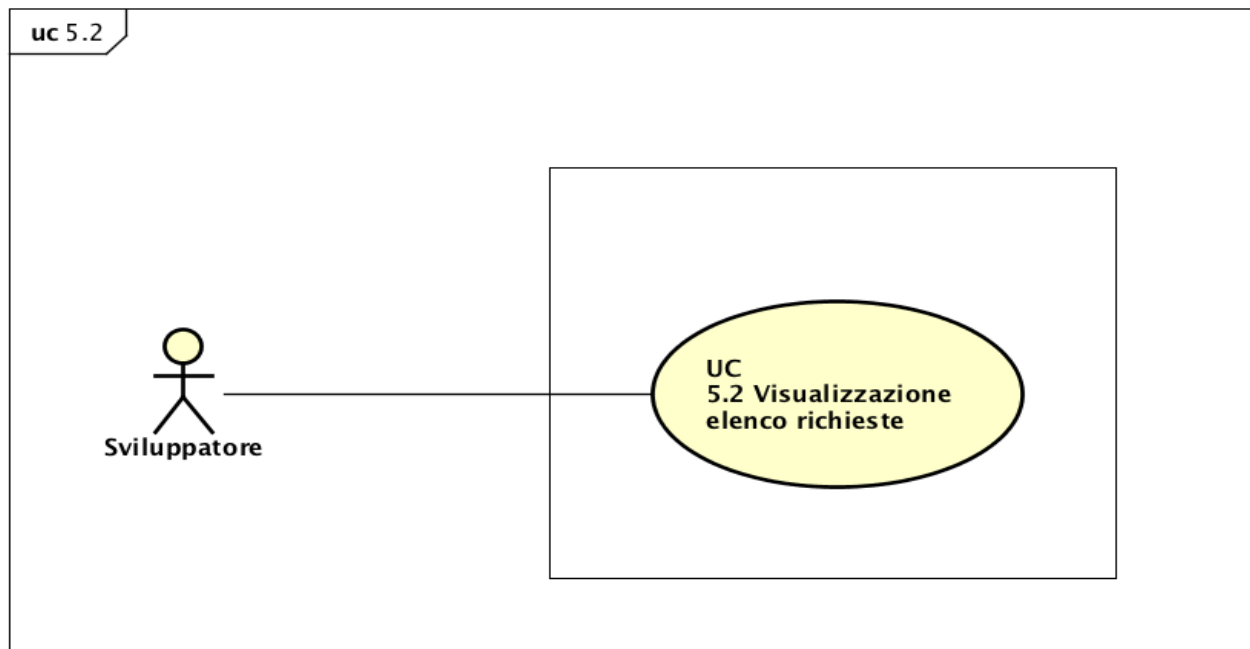 uc 5.2
Sviluppatore
UC
5.2 Visualizzazione
elenco richieste